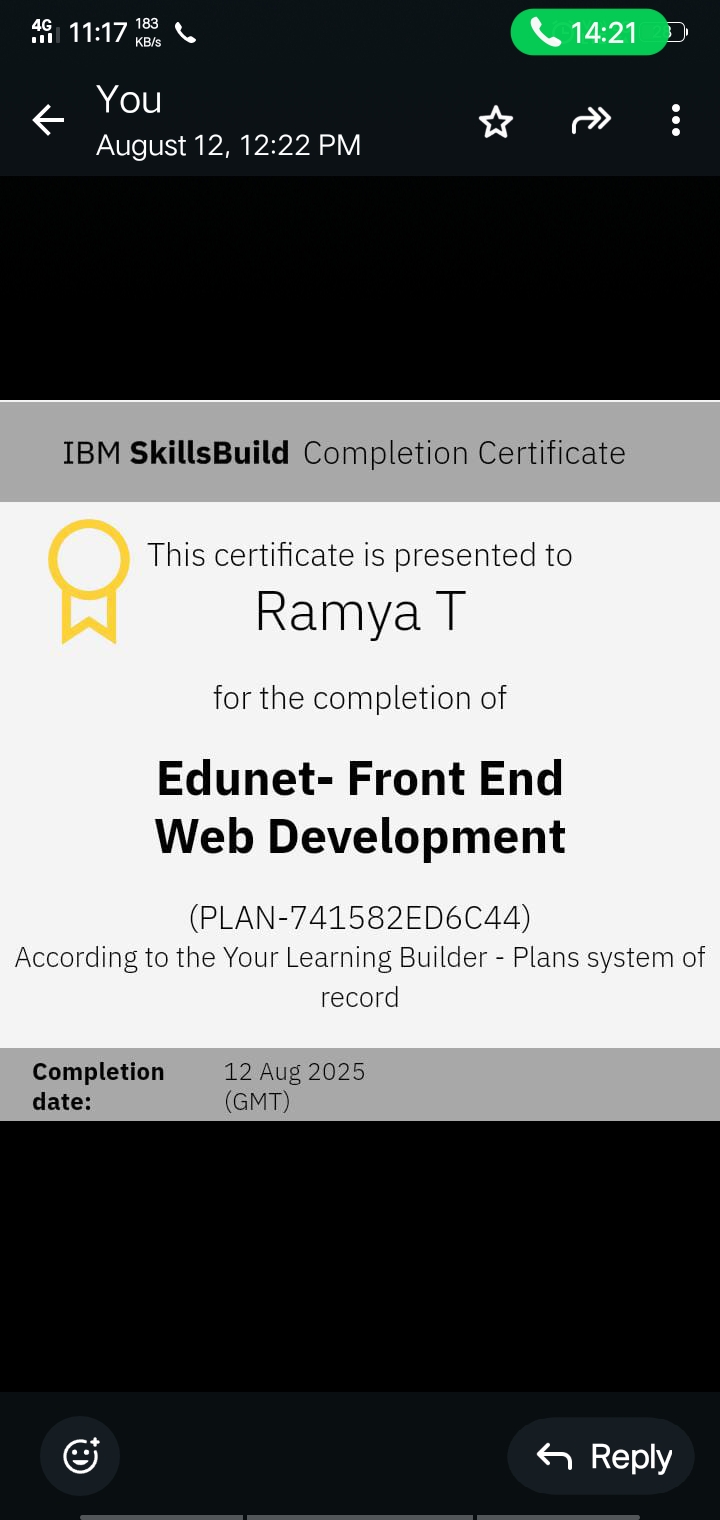 4G 11:17 183 KB/s 14:21
You
August 12, 12:22 PM
IBM SkillsBuild Completion Certificate
This certificate is presented to
Ramya T
for the completion of
Edunet- Front End
Web Development
(PLAN-741582ED6C44)
According to the Your Learning Builder - Plans system of
record
Completion 12 Aug 2025
date: (GMT)
Reply